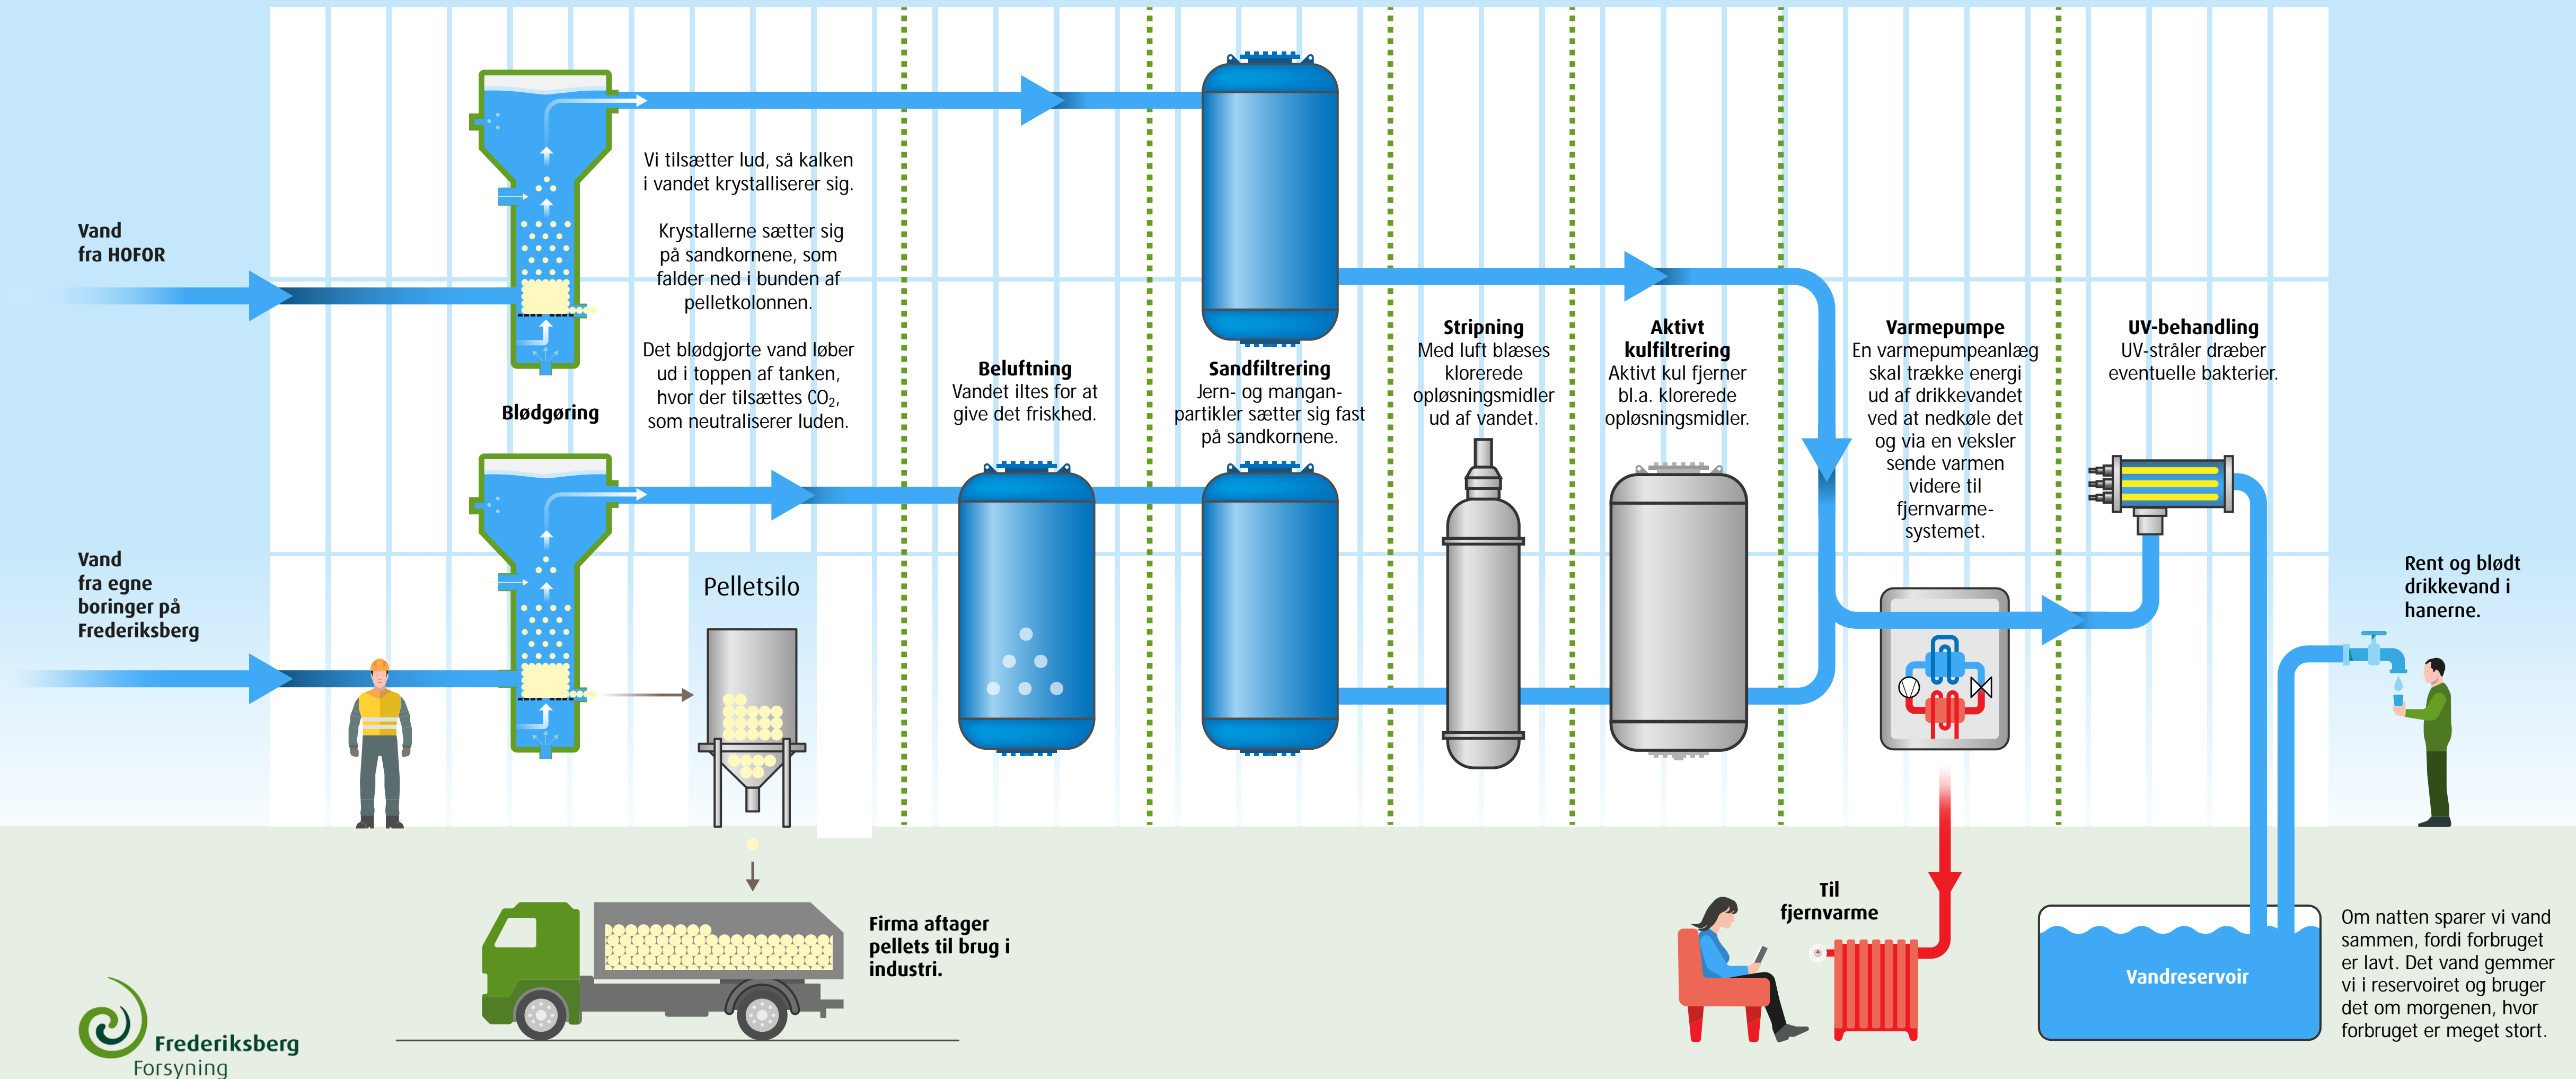 Vand
fra HOFOR
Vand
fra egne
boringer på
Frederiksberg
Blødgøring
Vi tilsætter lud, så kalken
i vandet krystalliserer sig.
Krystallerne sætter sig
på sandkornene, som
falder ned i bunden af
pelletkolonnen.
Det blødgjorte vand løber
ud i toppen af tanken,
hvor der tilsættes CO₂,
som neutraliserer luden.
Pelletsilo
Firma aftager
pellets til brug i
industri.
Beluftning
Vandet iltes for at
give det friskhed.
Sandfiltrering
Jern- og mangan-
partikler sætter sig fast
på sandkornene.
Stripning
Med luft blæses
klorerede
opløsningsmidler
ud af vandet.
Aktivt
kulfiltrering
Aktivt kul fjerner
bl.a. klorerede
opløsningsmidler.
Varmepumpe
En varmepumpeanlæg
skal trække energi
ud af drikkevandet
ved at nedkøle det
og via en veksler
sende varmen
videre til
fjernvarme-
systemet.
Til
fjernvarme
UV-behandling
UV-stråler dræber
eventuelle bakterier.
Rent og blødt
drikkevand i
hanerne.
Vandreservoir
Om natten sparer vi vand
sammen, fordi forbruget
er lavt. Det vand gemmer
vi i reservoiret og bruger
det om morgenen, hvor
forbruget er meget stort.
Frederiksberg
Forsyning